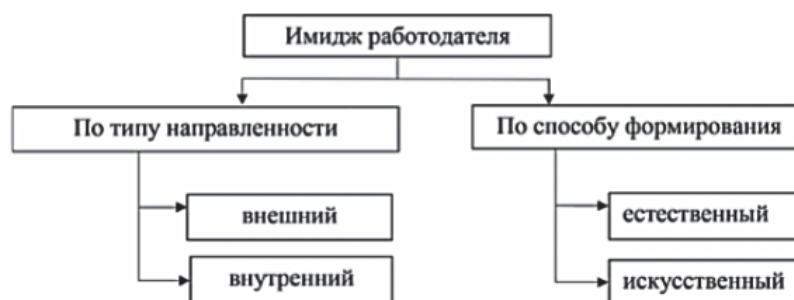 Имидж работодателя
По типу направленности
внешний
внутренний
По способу формирования
естественный
искусственный